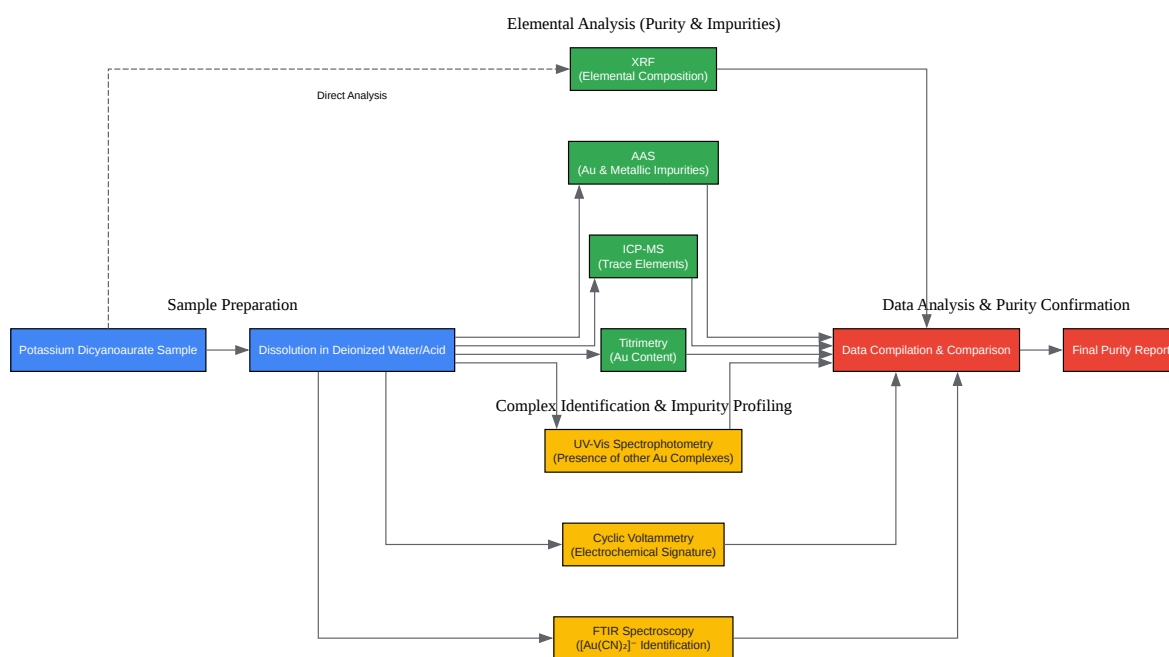 Elemental Analysis (Purity & Impurities)
XRF
(Elemental Composition)
Direct Analysis
AAS
(Au & Metallic Impurities)
ICP-MS
(Trace Elements)
Sample Preparation
Data Analysis & Purity Confirmation
Potassium Dicyanoaurate Sample
Dissolution in Deionized Water/Acid
Titrimetry
(Au Content)
Data Compilation & Comparison
Final Purity Report
Complex Identification & Impurity Profiling
UV-Vis Spectrophotometry
(Presence of other Au Complexes)
Cyclic Voltammetry
(Electrochemical Signature)
FTIR Spectroscopy
([Au(CN)₂]⁻ Identification)